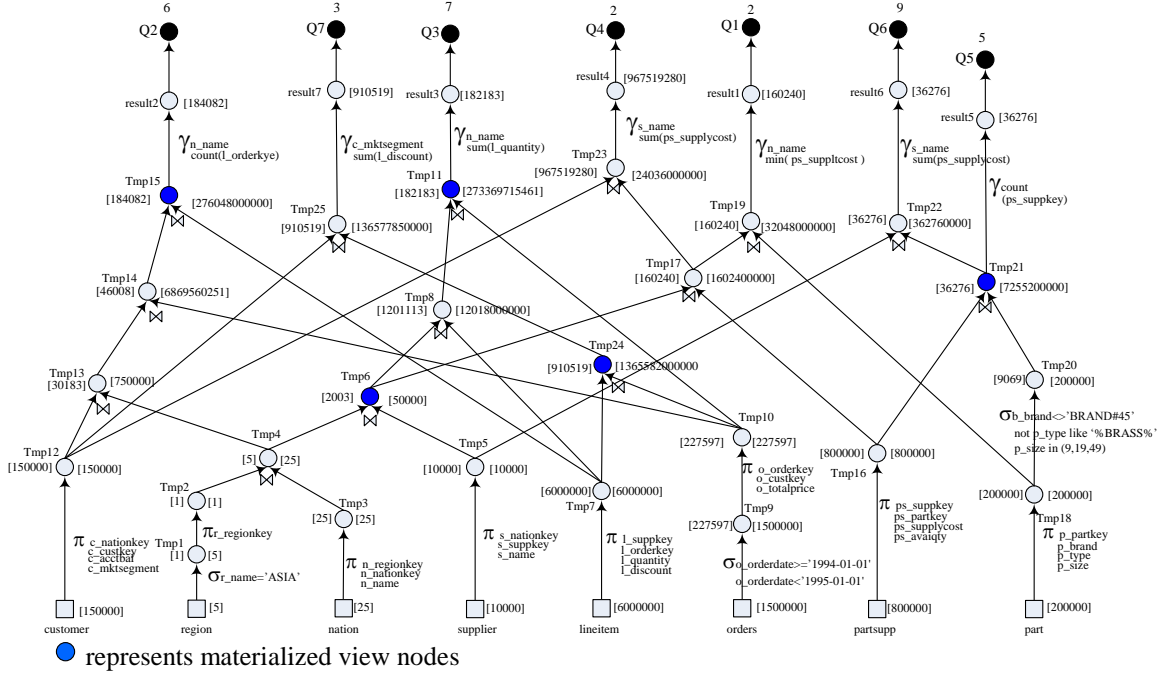 6
3
7
2
2
9
Q2
Q7
Q3
Q4
Q1
Q6
5
Q5
result2
[184082]
result7
[910519]
result3
[182183]
result4
[967519280]
result1
[160240]
result6
[36276]
result5
[36276]
γn_name
count(l_orderkye)
γc_mktsegment
sum(l_discount)
γn_name
sum(l_quantity)
γs_name
sum(ps_supplycost)
γn_name
min( ps_suppltcost )
γs_name
sum(ps_supplycost)
γcount
(ps_suppkey)
Tmp15
[184082]
[276048000000]
Tmp25
[910519]
[136577850000]
Tmp11
[182183]
[273369715461]
Tmp23
[967519280]
[24036000000]
Tmp19
[160240]
[32048000000]
Tmp22
[36276]
[362760000]
Tmp14
[46008]
[6869560251]
Tmp8
[1201113]
[12018000000]
Tmp17
[160240]
[1602400000]
Tmp21
[36276]
[7255200000]
Tmp13
[30183]
[750000]
Tmp6
[2003]
[50000]
Tmp24
[910519]
[1365582000000
Tmp20
[9069]
[200000]
σb_brand<>'BRAND#45'
not p_type like '%BRASS%'
p_size in (9,19,49)
Tmp12
[150000]
[150000]
Tmp4
[5]
[25]
Tmp5
[10000]
[10000]
Tmp10
[227597]
[227597]
[800000]
[800000]
Tmp16
Tmp2
[1]
[1]
Tmp3
[25]
[25]
[6000000]
[6000000]
Tmp7
π o_orderkey
o_custkey
o_totalprice
[200000]
[200000]
Tmp18
πr_regionkey
Tmp1
[1]
[5]
Tmp9
[227597]
[1500000]
π c_nationkey
c_custkey
c_acctbal
c_mktsegment
σr_name='ASIA'
π n_regionkey
n_nationkey
n_name
π s_nationkey
s_suppkey
s_name
π l_suppkey
l_orderkey
l_quantity
l_discount
σo_orderdate>='1994-01-01'
o_orderdate<'1995-01-01'
π ps_suppkey
ps_partkey
ps_supplycost
ps_avaiqty
π p_partkey
p_brand
p_type
p_size
[150000]
[5]
[25]
[10000]
[6000000]
[1500000]
[800000]
[200000]
customer
region
nation
supplier
lineitem
orders
partsupp
part
represents materialized view nodes